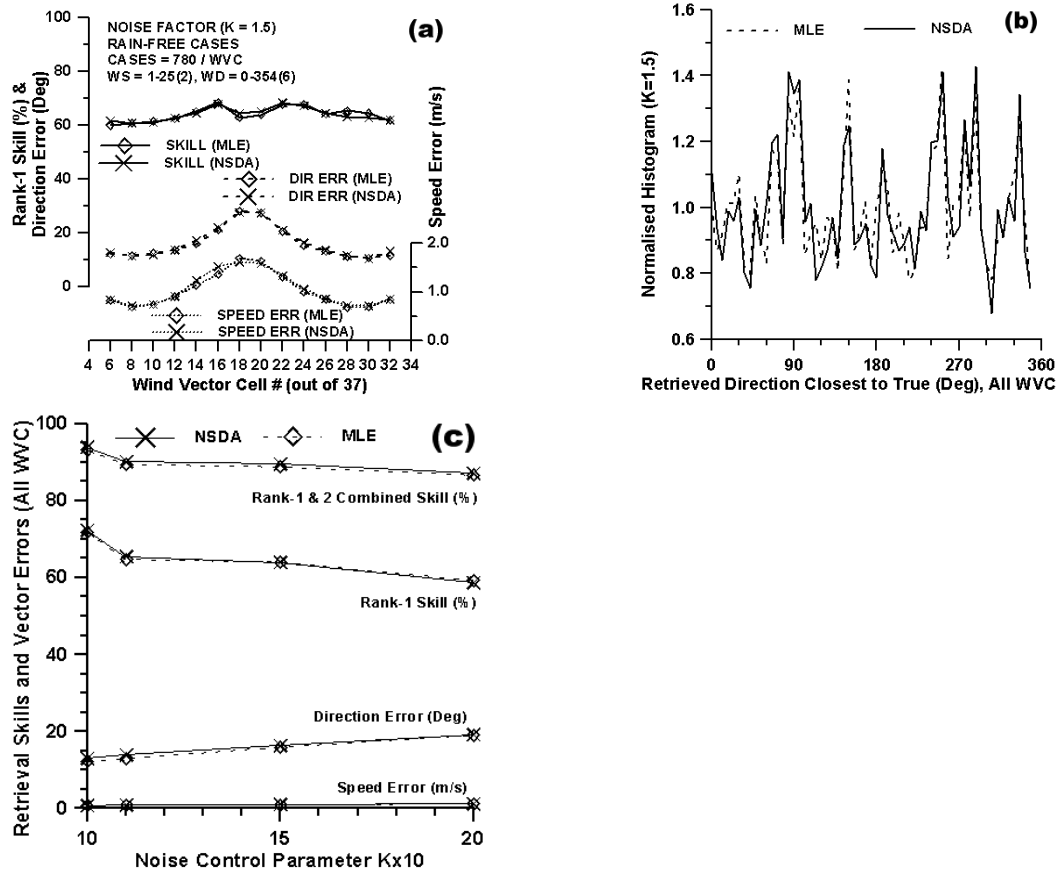 (a)
NOISE FACTOR (K = 1.5)
RAIN-FREE CASES
CASES = 780 / WVC
WS = 1-25(2), WD = 0-354(6)
100
80
60
40
20
0
Rank-1 Skill (%) &
Direction Error (Deg)
SKILL (MLE)
SKILL (NSDA)
DIR ERR (MLE)
DIR ERR (NSDA)
SPEED ERR (MLE)
SPEED ERR (NSDA)
Speed Error (m/s)
2.0
1.0
0.0
4 6 8 10 12 14 16 18 20 22 24 26 28 30 32 34
Wind Vector Cell # (out of 37)
(b)
MLE NSDA
1.6
1.4
1.2
1.0
0.8
0.6
Normalised Histogram (K=1.5)
0 90 180 270 360
Retrieved Direction Closest to True (Deg), All WVC
(c)
NSDA MLE
100
80
60
40
20
0
Retrieval Skills and Vector Errors (All WVC)
Rank-1 & 2 Combined Skill (%)
Rank-1 Skill (%)
Direction Error (Deg)
Speed Error (m/s)
10 15 20
Noise Control Parameter Kx10